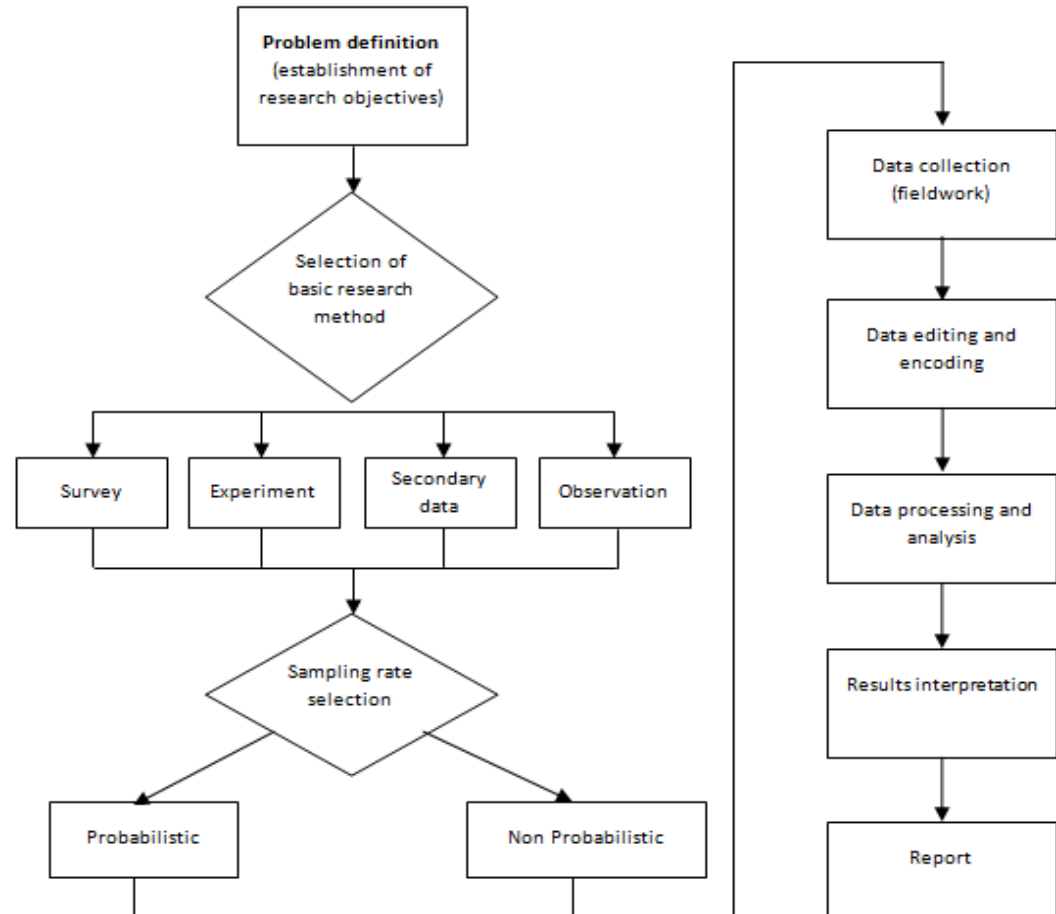 Problem definition
(establishment of
research objectives)
Selection of
basic research
method
Survey
Experiment
Secondary
data
Observation
Sampling rate
selection
Probabilistic
Non Probabilistic
Data collection
(fieldwork)
Data editing and
encoding
Data processing and
analysis
Results interpretation
Report